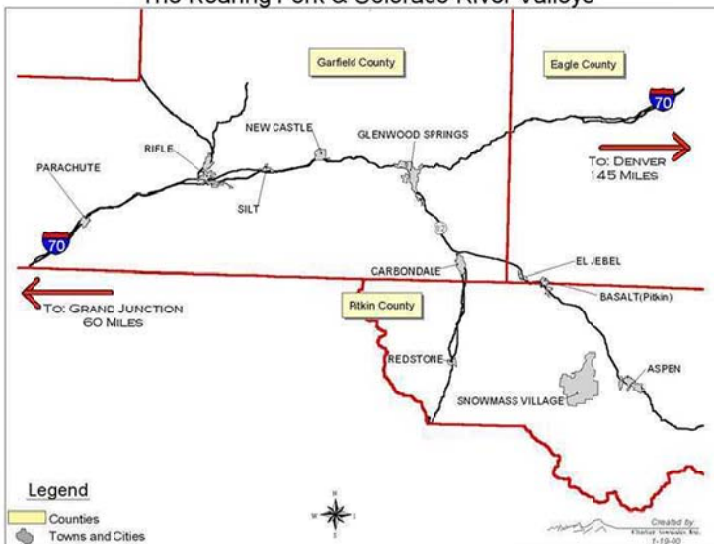 The Roaring Fork & Colorado River Valleys
Garfield County
Eagle County
70
NEW CASTLE
GLENWOOD SPRINGS
RIFLE
TO: DENVER
145 MILES
PARACHUTE
SILT
82
70
CARBONDALE
EL JEBEL
BASALT(Pitkin)
TO: GRAND JUNCTION
60 MILES
Pitkin County
REDSTONE
ASPEN
SNOWMASS VILLAGE
Legend
Counties
Towns and Cities
N
W
S
Created by